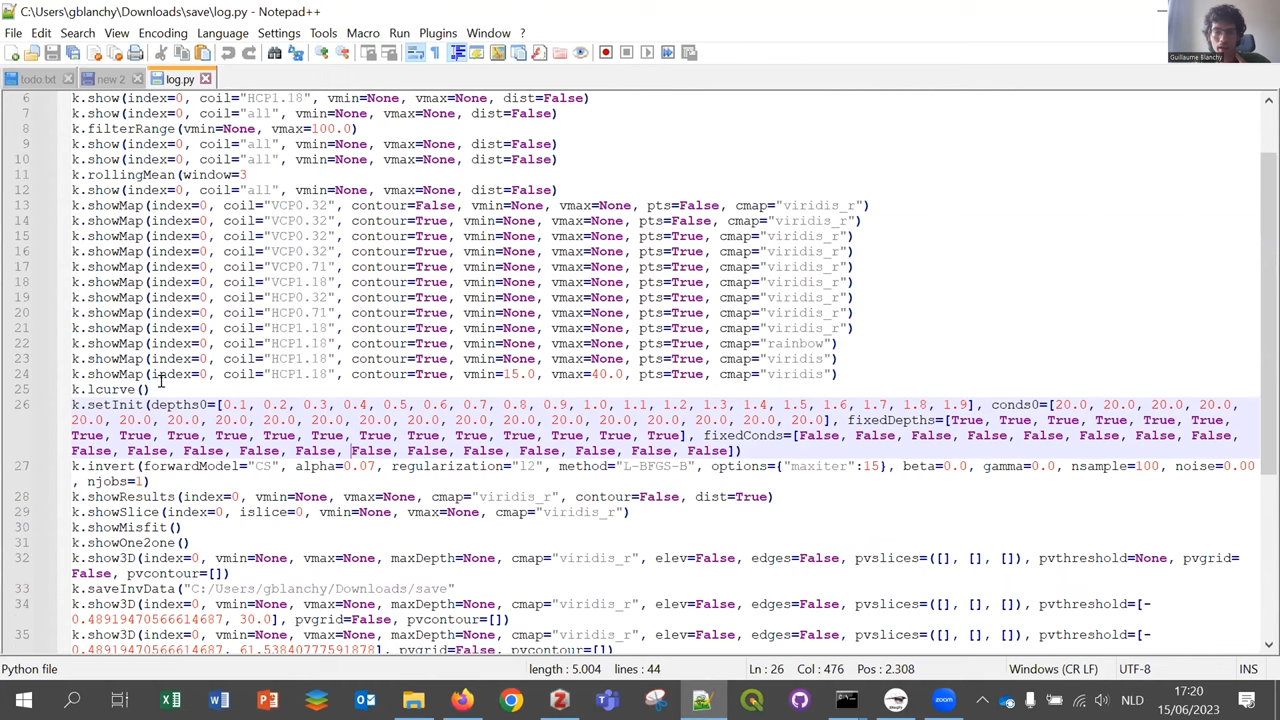 C:\Users\gblanchy\Downloads\save\log.py - Notepad++
Guillaume Blanchy
File Edit Search View Encoding Language Settings Tools Macro Run Plugins Window ?
todo.txt new 2 log.py
6 k.show(index=0, coil="HCP1.18", vmin=None, vmax=None, dist=False)
7 k.show(index=0, coil="all", vmin=None, vmax=None, dist=False)
8 k.filterRange(vmin=None, vmax=100.0)
9 k.show(index=0, coil="all", vmin=None, vmax=None, dist=False)
10 k.show(index=0, coil="all", vmin=None, vmax=None, dist=False)
11 k.rollingMean(window=3
12 k.show(index=0, coil="all", vmin=None, vmax=None, dist=False)
13 k.showMap(index=0, coil="VCP0.32", contour=False, vmin=None, vmax=None, pts=False, cmap="viridis_r")
14 k.showMap(index=0, coil="VCP0.32", contour=True, vmin=None, vmax=None, pts=False, cmap="viridis_r")
15 k.showMap(index=0, coil="VCP0.32", contour=True, vmin=None, vmax=None, pts=True, cmap="viridis_r")
16 k.showMap(index=0, coil="VCP0.32", contour=True, vmin=None, vmax=None, pts=True, cmap="viridis_r")
17 k.showMap(index=0, coil="VCP0.71", contour=True, vmin=None, vmax=None, pts=True, cmap="viridis_r")
18 k.showMap(index=0, coil="VCP1.18", contour=True, vmin=None, vmax=None, pts=True, cmap="viridis_r")
19 k.showMap(index=0, coil="HCP0.32", contour=True, vmin=None, vmax=None, pts=True, cmap="viridis_r")
20 k.showMap(index=0, coil="HCP0.71", contour=True, vmin=None, vmax=None, pts=True, cmap="viridis_r")
21 k.showMap(index=0, coil="HCP1.18", contour=True, vmin=None, vmax=None, pts=True, cmap="viridis_r")
22 k.showMap(index=0, coil="HCP1.18", contour=True, vmin=None, vmax=None, pts=True, cmap="rainbow")
23 k.showMap(index=0, coil="HCP1.18", contour=True, vmin=None, vmax=None, pts=True, cmap="viridis")
24 k.showMap(index=0, coil="HCP1.18", contour=True, vmin=15.0, vmax=40.0, pts=True, cmap="viridis")
25 k.lcurve()
26 k.setInit(depths0=[0.1, 0.2, 0.3, 0.4, 0.5, 0.6, 0.7, 0.8, 0.9, 1.0, 1.1, 1.2, 1.3, 1.4, 1.5, 1.6, 1.7, 1.8, 1.9], conds0=[20.0, 20.0, 20.0, 20.0,
20.0, 20.0, 20.0, 20.0, 20.0, 20.0, 20.0, 20.0, 20.0, 20.0, 20.0, 20.0], fixedDepths=[True, True, True, True, True, True,
True, True, True, True, True, True, True, True, True, True, True, True, True], fixedConds=[False, False, False, False, False, False,
False, False, False, False, False, False, False, False, False, False, False, False, False, False])
27 k.invert(forwardModel="CS", alpha=0.07, regularization="l2", method="L-BFGS-B", options={"maxiter":15}, beta=0.0, gamma=0.0, nsample=100, noise=0.00
, njobs=1)
28 k.showResults(index=0, vmin=None, vmax=None, cmap="viridis_r", contour=False, dist=True)
29 k.showSlice(index=0, islice=0, vmin=None, vmax=None, cmap="viridis_r")
30 k.showMisfit()
31 k.showOne2one()
32 k.show3D(index=0, vmin=None, vmax=None, maxDepth=None, cmap="viridis_r", elev=False, edges=False, pvslices=([], [], []), pvthreshold=None, pvgrid=
False, pvcontour=[])
33 k.saveInvData("C:/Users/gblanchy/Downloads/save"
34 k.show3D(index=0, vmin=None, vmax=None, maxDepth=None, cmap="viridis_r", elev=False, edges=False, pvslices=([], [], []), pvthreshold=[-
0.48919470566614687, 30.0], pvgrid=False, pvcontour=[])
35 k.show3D(index=0, vmin=None, vmax=None, maxDepth=None, cmap="viridis_r", elev=False, edges=False, pvslices=([], [], []), pvthreshold=[-
0.48919470566614687, 61.53840777591878], pvgrid=False, pvcontour=[])
Python file length : 5.004 lines : 44 Ln : 26 Col : 476 Pos : 2.308 Windows (CR LF) UTF-8 INS
NLD
17:20
15/06/2023